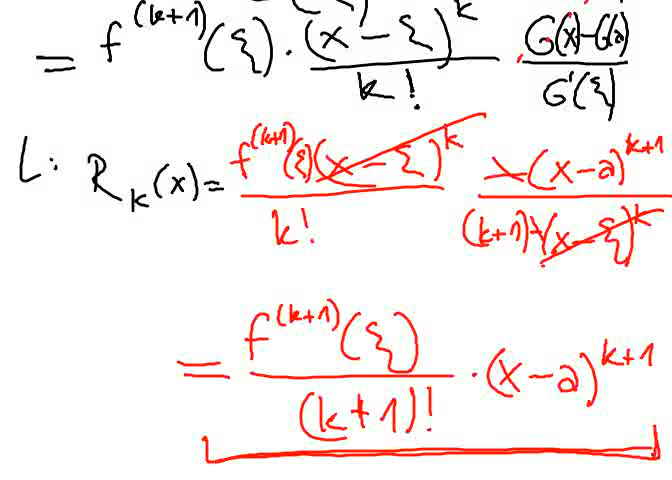 = f^(k+1)(ξ) · (x-ξ)^k / k! · (G(x)-G(a)) / G'(ξ)
L: R_k(x) = f^(k+1)(ξ)(x-ξ)^k / k! · -(x-a)^(k+1) / (k+1)·-(x-ξ)^k
= f^(k+1)(ξ) / (k+1)! · (x-a)^(k+1)